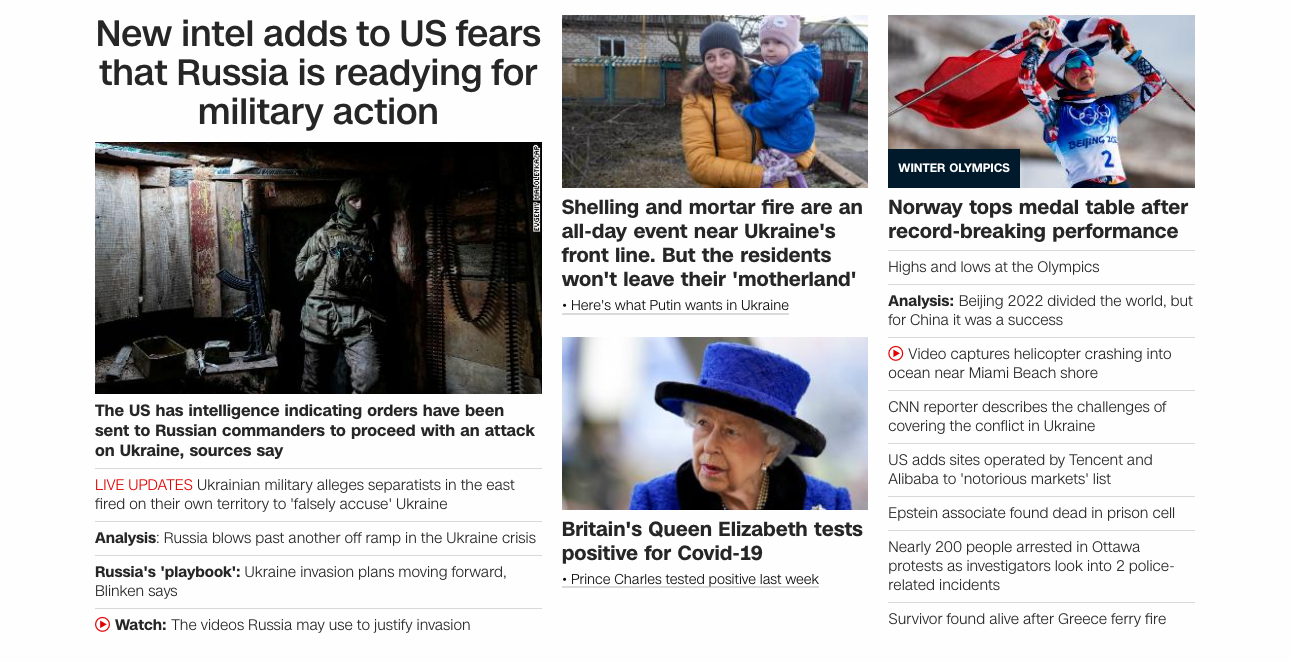 New intel adds to US fears
that Russia is readying for
military action
EVGENIY MALOLETKA/AP
The US has intelligence indicating orders have been
sent to Russian commanders to proceed with an attack
on Ukraine, sources say
LIVE UPDATES Ukrainian military alleges separatists in the east
fired on their own territory to 'falsely accuse' Ukraine
Analysis: Russia blows past another off ramp in the Ukraine crisis
Russia's 'playbook': Ukraine invasion plans moving forward,
Blinken says
Watch: The videos Russia may use to justify invasion
Shelling and mortar fire are an
all-day event near Ukraine's
front line. But the residents
won't leave their 'motherland'
• Here's what Putin wants in Ukraine
Britain's Queen Elizabeth tests
positive for Covid-19
• Prince Charles tested positive last week
BEIJING 202
2
WINTER OLYMPICS
Norway tops medal table after
record-breaking performance
Highs and lows at the Olympics
Analysis: Beijing 2022 divided the world, but
for China it was a success
Video captures helicopter crashing into
ocean near Miami Beach shore
CNN reporter describes the challenges of
covering the conflict in Ukraine
US adds sites operated by Tencent and
Alibaba to 'notorious markets' list
Epstein associate found dead in prison cell
Nearly 200 people arrested in Ottawa
protests as investigators look into 2 police-
related incidents
Survivor found alive after Greece ferry fire